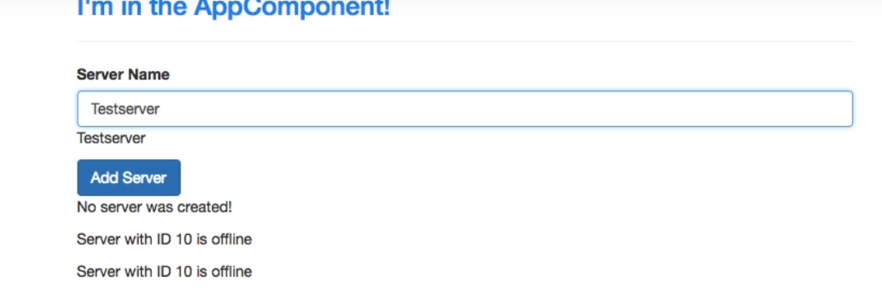 I'm in the AppComponent!
Server Name
Testserver
Testserver
Add Server
No server was created!
Server with ID 10 is offline
Server with ID 10 is offline